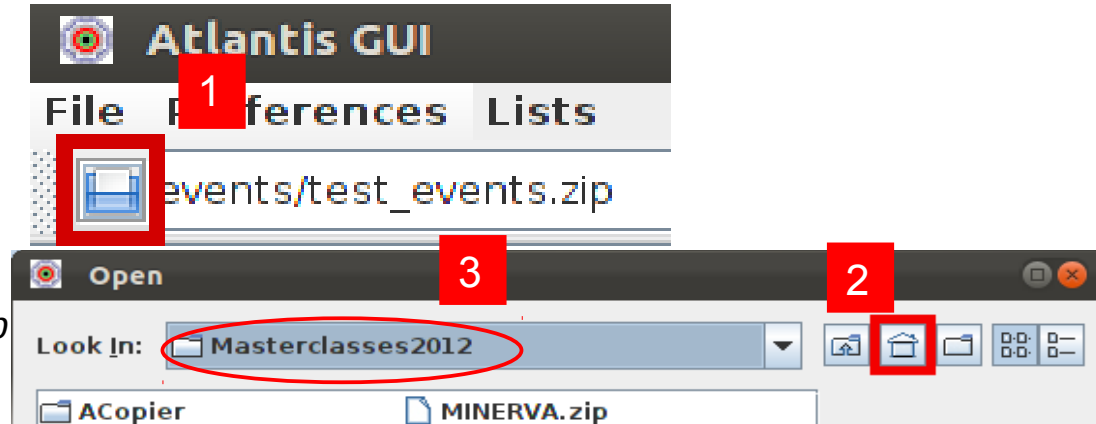 Atlantis GUI
1
File Preferences Lists
events/test_events.zip
3
2
Open
Look In: Masterclasses2012
ACopier MINERVA.zip